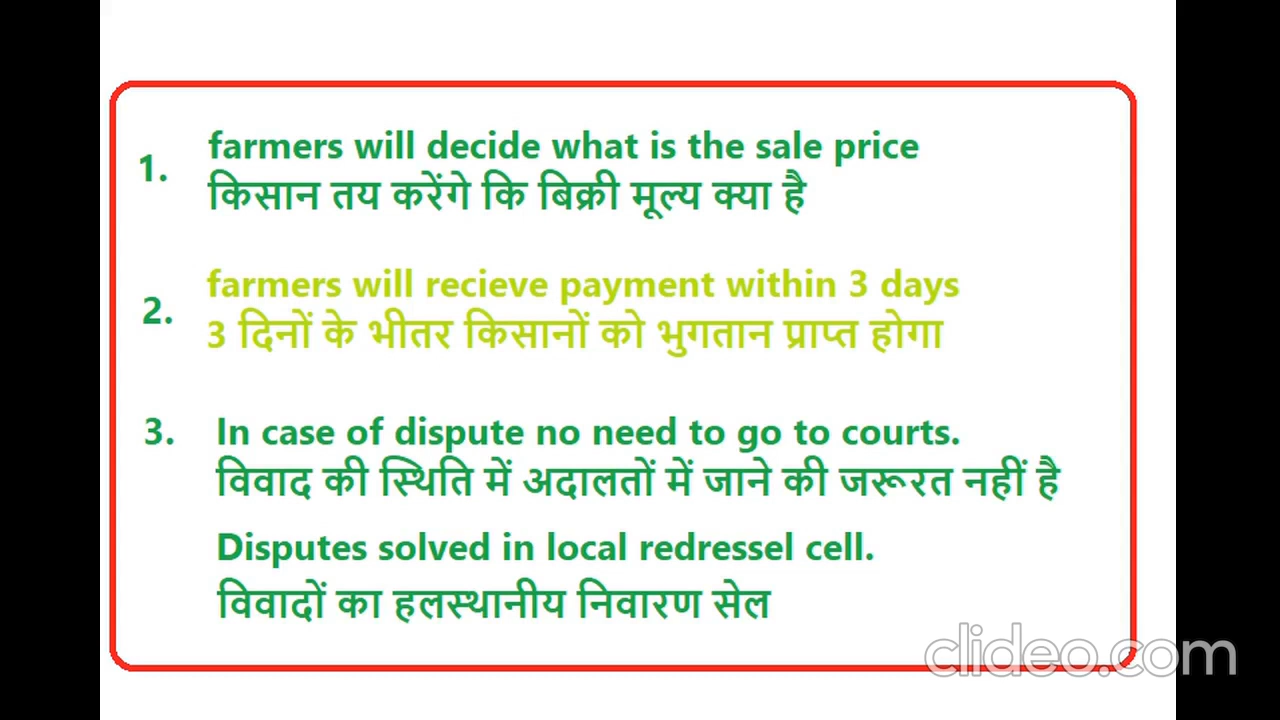 1.
farmers will decide what is the sale price
किसान तय करेंगे कि बिक्री मूल्य क्या है
2.
farmers will recieve payment within 3 days
3 दिनों के भीतर किसानों को भुगतान प्राप्त होगा
3.
In case of dispute no need to go to courts.
विवाद की स्थिति में अदालतों में जाने की जरूरत नहीं है
Disputes solved in local redressel cell.
विवादों का हलस्थानीय निवारण सेल
clideo.com